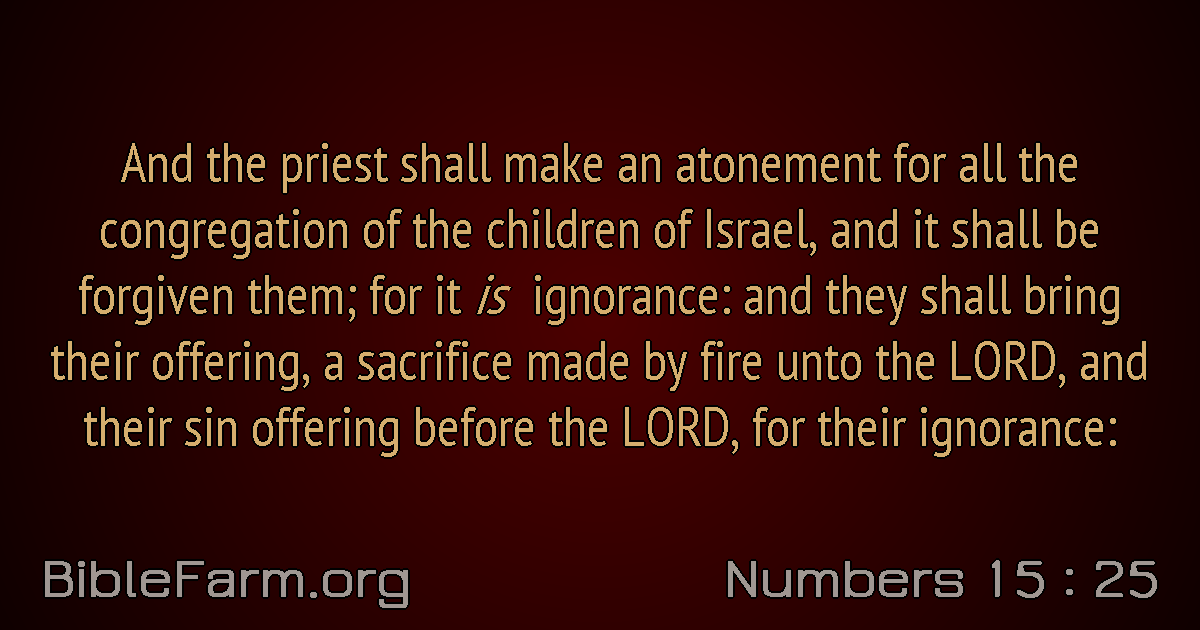 And the priest shall make an atonement for all the
congregation of the children of Israel, and it shall be
forgiven them; for it is ignorance: and they shall bring
their offering, a sacrifice made by fire unto the LORD, and
their sin offering before the LORD, for their ignorance:
BibleFarm.org
Numbers 15 : 25